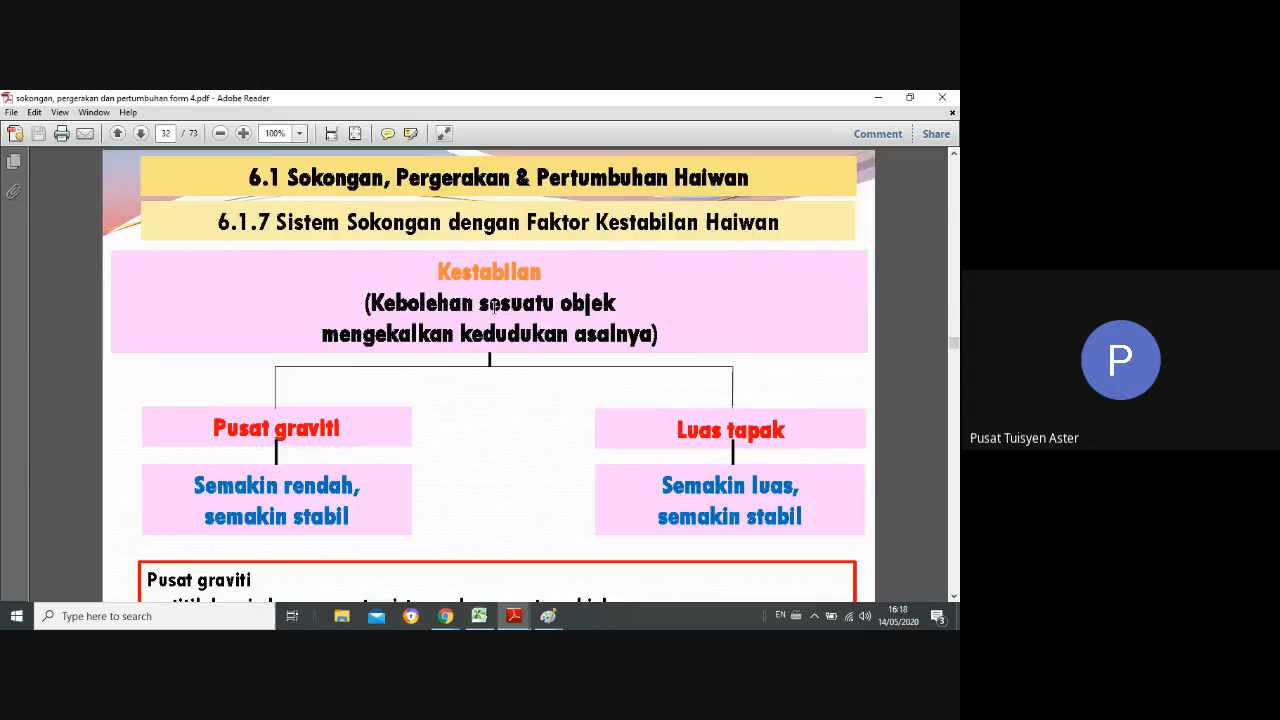 sokongan, pergerakan dan pertumbuhan form 4.pdf - Adobe Reader
File Edit View Window Help
32 / 73 100% Comment Share
6.1 Sokongan, Pergerakan & Pertumbuhan Haiwan
6.1.7 Sistem Sokongan dengan Faktor Kestabilan Haiwan
Kestabilan
(Kebolehan sesuatu objek
mengekalkan kedudukan asalnya)
Pusat graviti
Luas tapak
Semakin rendah,
semakin stabil
Semakin luas,
semakin stabil
Pusat graviti
Type here to search
EN
16:18
14/05/2020
3
P
Pusat Tuisyen Aster